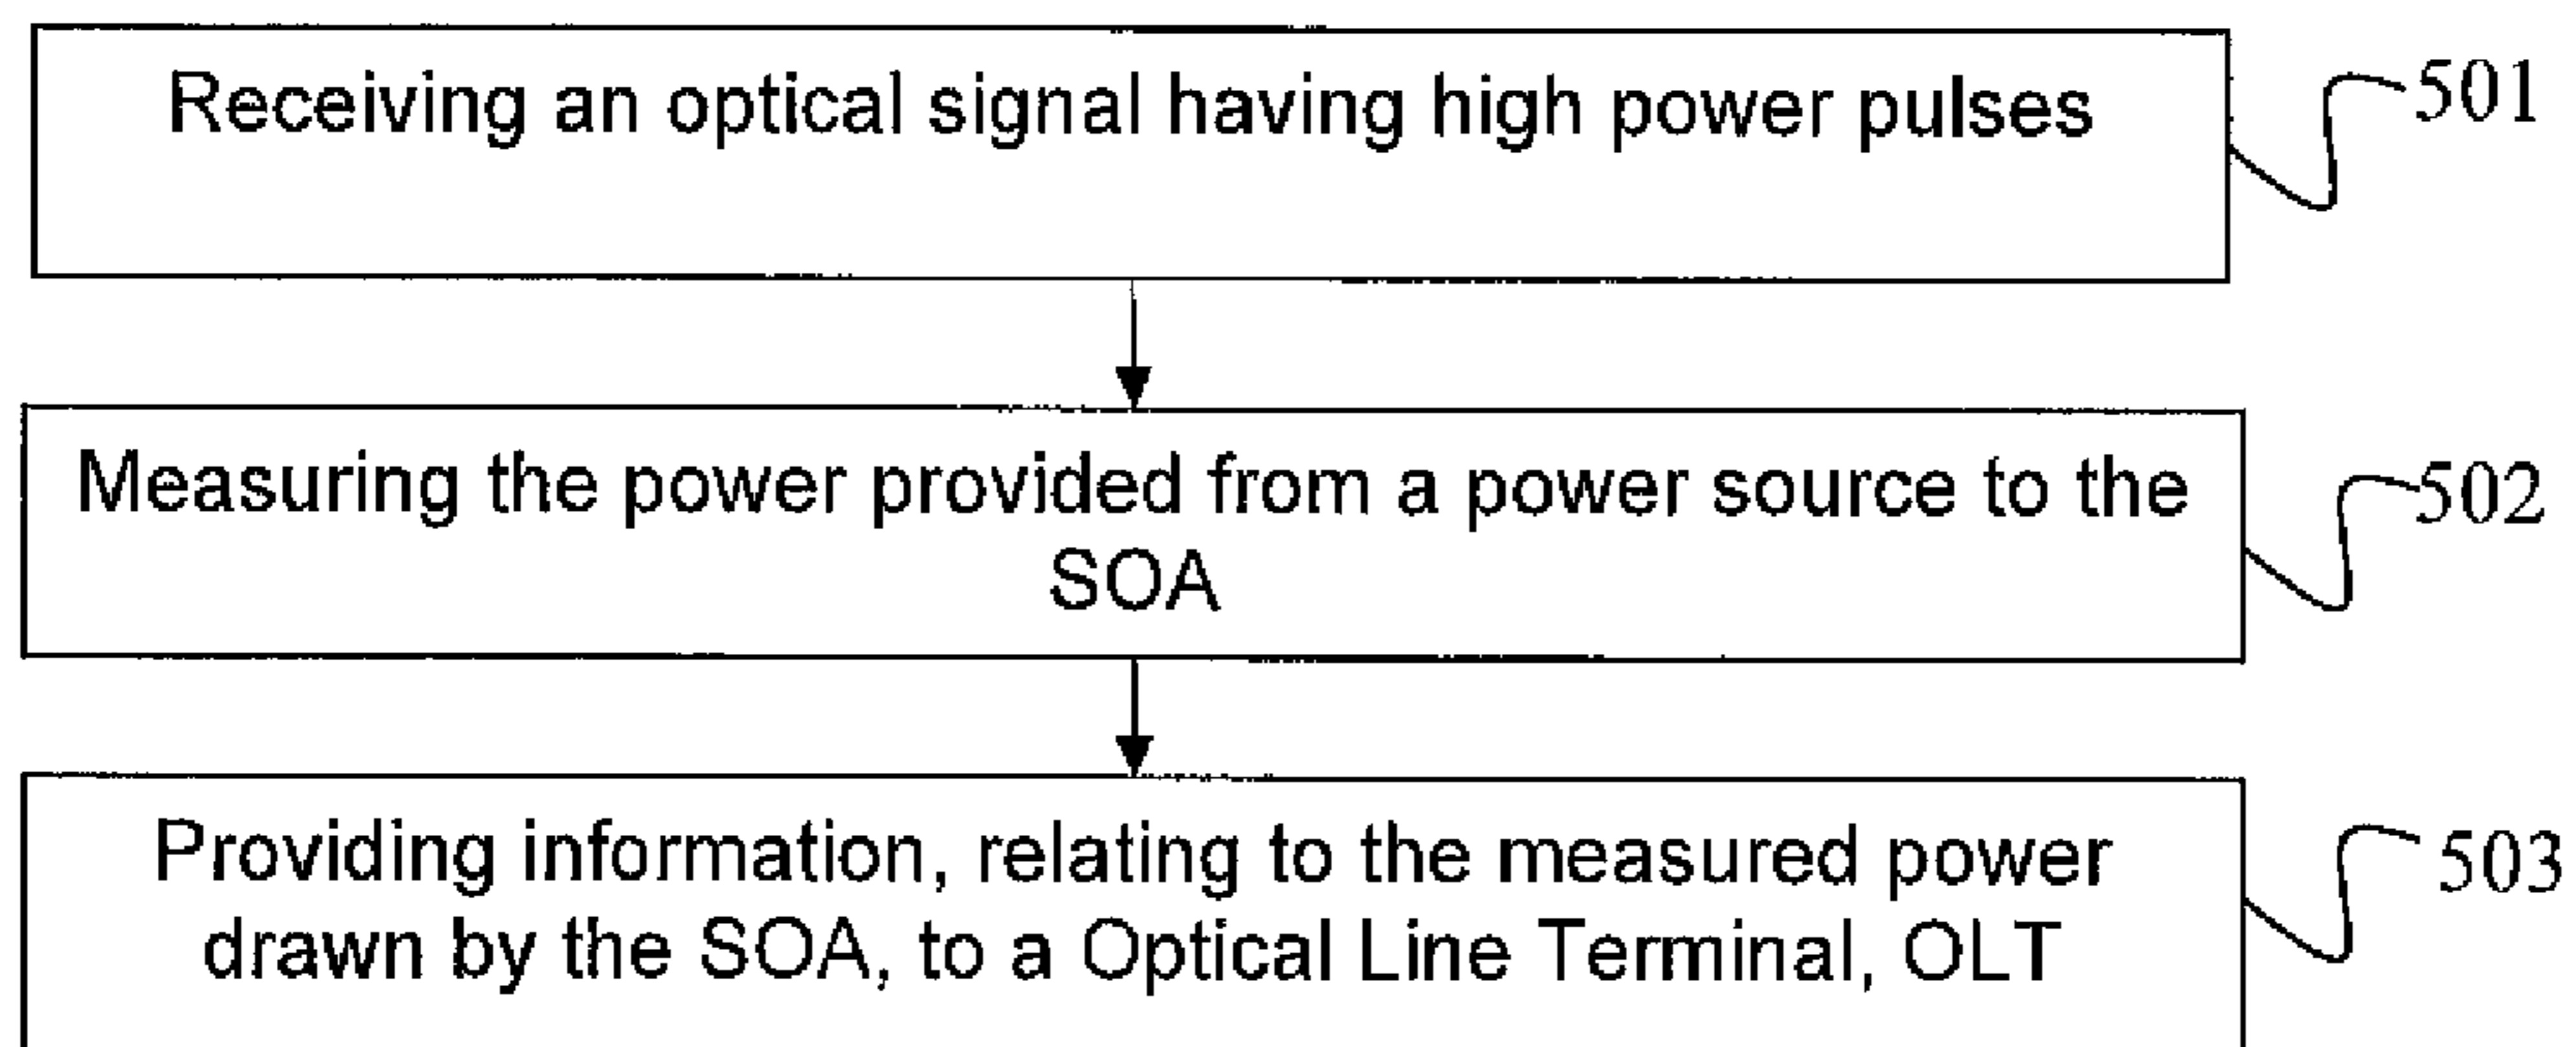 Receiving an optical signal having high power pulses
501
Measuring the power provided from a power source to the
SOA
502
Providing information, relating to the measured power
drawn by the SOA, to a Optical Line Terminal, OLT
503